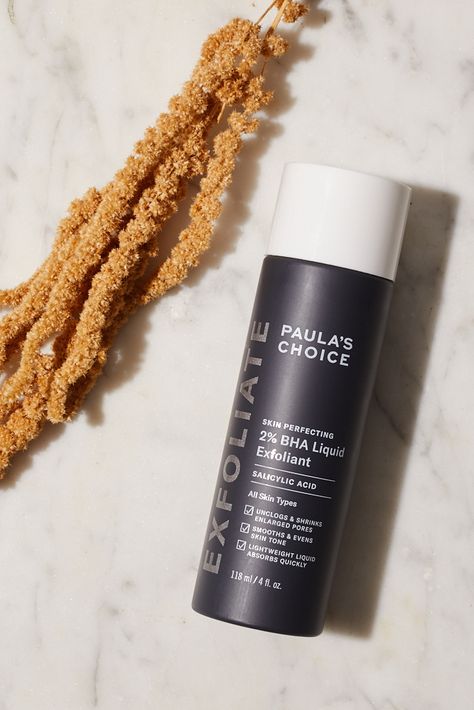 EXFOLIATE
PAULA'S
CHOICE
SKIN PERFECTING
2% BHA Liquid
Exfoliant
SALICYLIC ACID
All Skin Types
UNCLOGS & SHRINKS
ENLARGED PORES
SMOOTHS & EVENS
SKIN TONE
LIGHTWEIGHT LIQUID
ABSORBS QUICKLY
118 ml / 4 fl. oz.